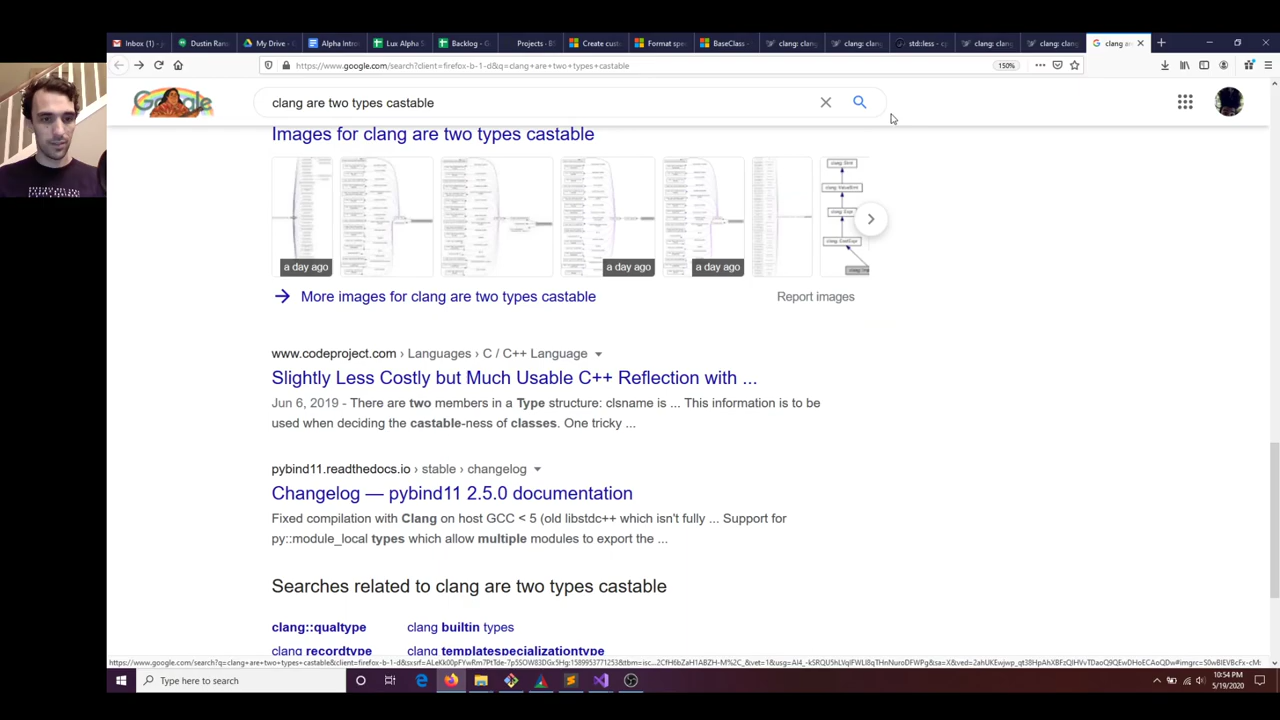 Inbox (1) - j
Dustin Ran
My Drive - G
Alpha Intro
Lux Alpha S
Backlog - G
Projects - B
Create cust
Format spe
BaseClass -
clang: clang
clang: clang
std::less - cp
clang: clang
clang: clang
clang are
https://www.google.com/search?client=firefox-b-1-d&q=clang+are+two+types+castable
150%
Google
clang are two types castable
Images for clang are two types castable
a day ago
a day ago
a day ago
More images for clang are two types castable
Report images
www.codeproject.com › Languages › C / C++ Language
Slightly Less Costly but Much Usable C++ Reflection with ...
Jun 6, 2019 - There are two members in a Type structure: clsname is ... This information is to be
used when deciding the castable-ness of classes. One tricky ...
pybind11.readthedocs.io › stable › changelog
Changelog — pybind11 2.5.0 documentation
Fixed compilation with Clang on host GCC < 5 (old libstdc++ which isn't fully ... Support for
py::module_local types which allow multiple modules to export the ...
Searches related to clang are two types castable
clang::qualtype
clang builtin types
clang recordtype
clang templatespecializationtype
Type here to search
10:54 PM
5/19/2020